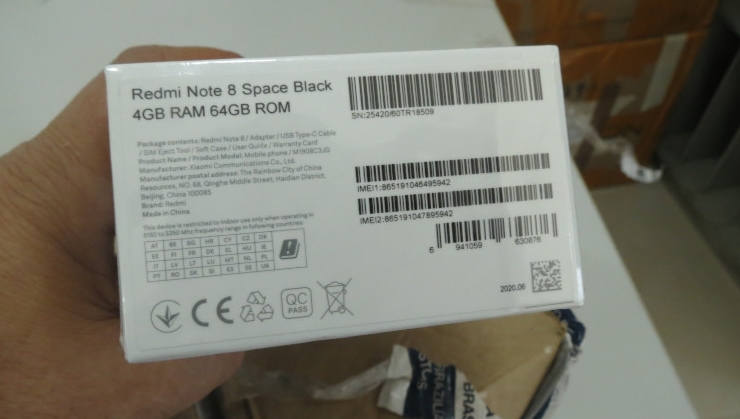 Redmi Note 8 Space Black
4GB RAM 64GB ROM
Package contents: Redmi Note 8 / Adapter / USB Type-C Cable
/ SIM Eject Tool / Soft Case / User Guide / Warranty Card
Product Name / Product Model: Mobile phone / M1908C3JG
Manufacturer: Xiaomi Communications Co., Ltd.
Manufacturer postal address: The Rainbow City of China
Resources, NO. 68, Qinghe Middle Street, Haidian District,
Beijing, China 100085
Brand: Redmi
Made in China
This device is restricted to indoor use only when operating in
5150 to 5350 MHz frequency range in following countries:
AT BE BG HR CY CZ DK
EE FI FR DE EL HU IE
IT LV LT LU MT NL PL
PT RO SK SI ES SE UK
CE
QC
PASS
SN:25420/60TR18509
IMEI1:865191046495942
IMEI2:865191047895942
6 941059 630876
2020.06
BRAS